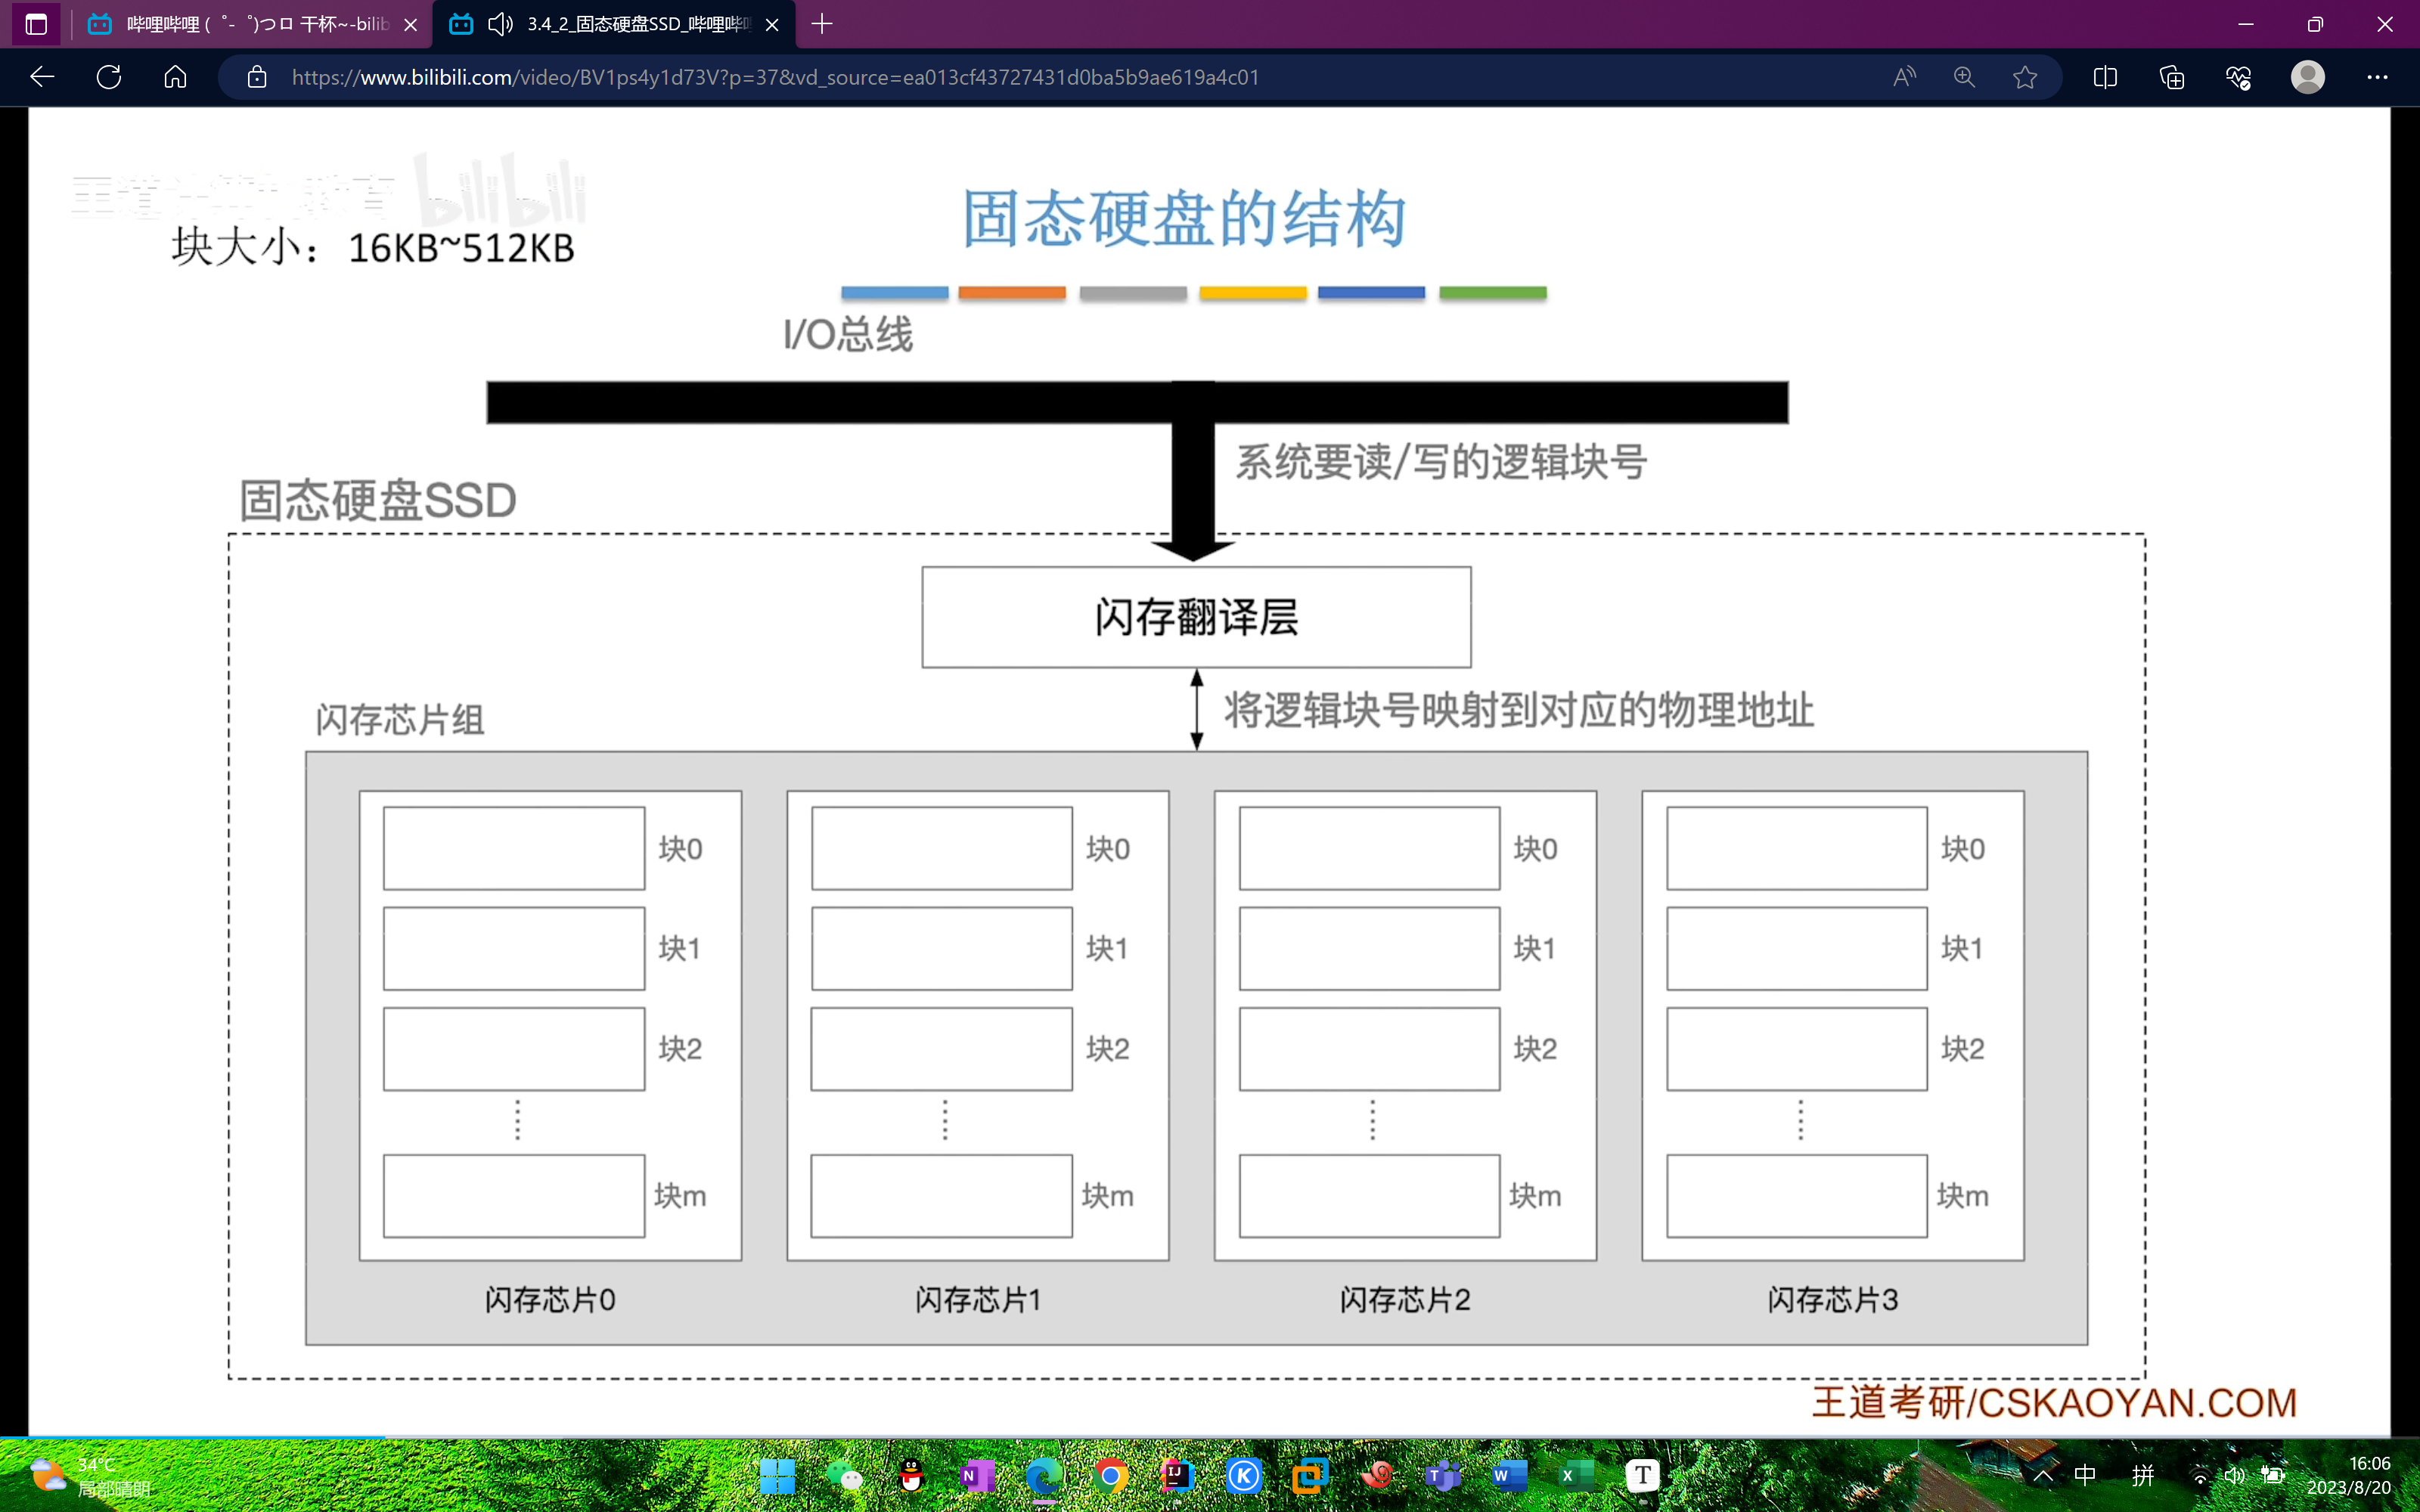 哔哩哔哩 (゜-゜)つロ 干杯~-bilib
3.4_2_固态硬盘SSD_哔哩哔哩
https://www.bilibili.com/video/BV1ps4y1d73V?p=37&vd_source=ea013cf43727431d0ba5b9ae619a4c01
bilibili
块大小：16KB~512KB
固态硬盘的结构
I/O总线
系统要读/写的逻辑块号
固态硬盘SSD
闪存翻译层
将逻辑块号映射到对应的物理地址
闪存芯片组
块0 块0 块0 块0
块1 块1 块1 块1
块2 块2 块2 块2
块m 块m 块m 块m
闪存芯片0 闪存芯片1 闪存芯片2 闪存芯片3
王道考研/CSKAOYAN.COM
34°C
局部晴朗
中 拼
16:06
2023/8/20